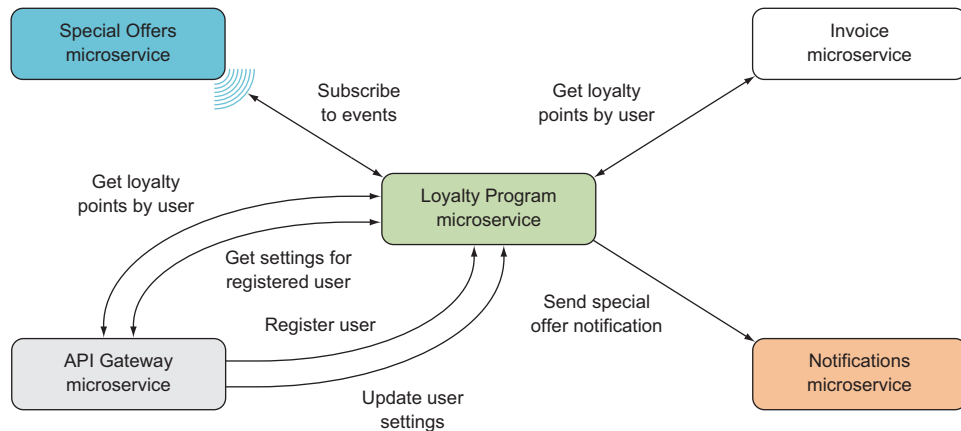 Special Offers
microservice
Invoice
microservice
Subscribe
to events
Get loyalty
points by user
Get loyalty
points by user
Loyalty Program
microservice
Get settings for
registered user
Register user
Send special
offer notification
API Gateway
microservice
Notifications
microservice
Update user
settings